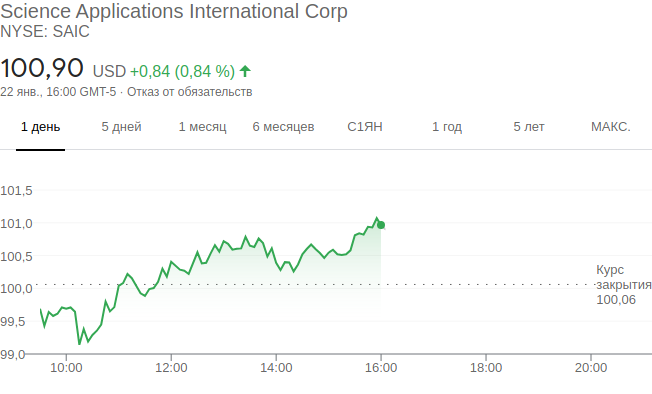 Science Applications International Corp
NYSE: SAIC
100,90 USD +0,84 (0,84 %)
22 янв., 16:00 GMT-5 · Отказ от обязательств
1 день 5 дней 1 месяц 6 месяцев С1ЯН 1 год 5 лет МАКС.
101,5
101,0
100,5
Курс
100,0 закрытия
100,06
99,5
99,0
10:00 12:00 14:00 16:00 18:00 20:00